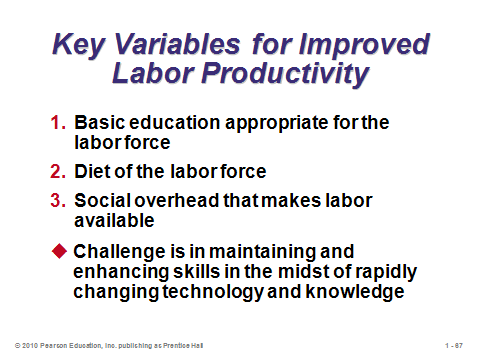 Key Variables for Improved
Labor Productivity
1. Basic education appropriate for the
labor force
2. Diet of the labor force
3. Social overhead that makes labor
available
◆ Challenge is in maintaining and
enhancing skills in the midst of rapidly
changing technology and knowledge
© 2010 Pearson Education, Inc. publishing as Prentice Hall
1 - 67